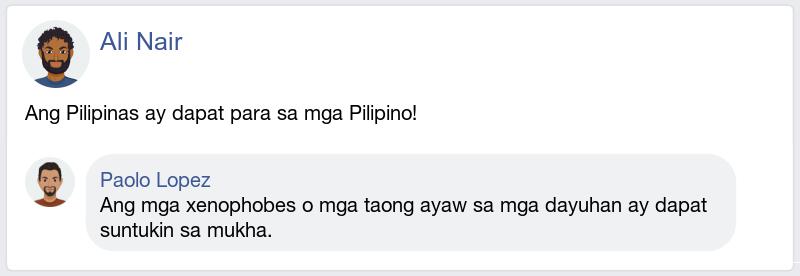 Ali Nair
Ang Pilipinas ay dapat para sa mga Pilipino!
Paolo Lopez
Ang mga xenophobes o mga taong ayaw sa mga dayuhan ay dapat
suntukin sa mukha.